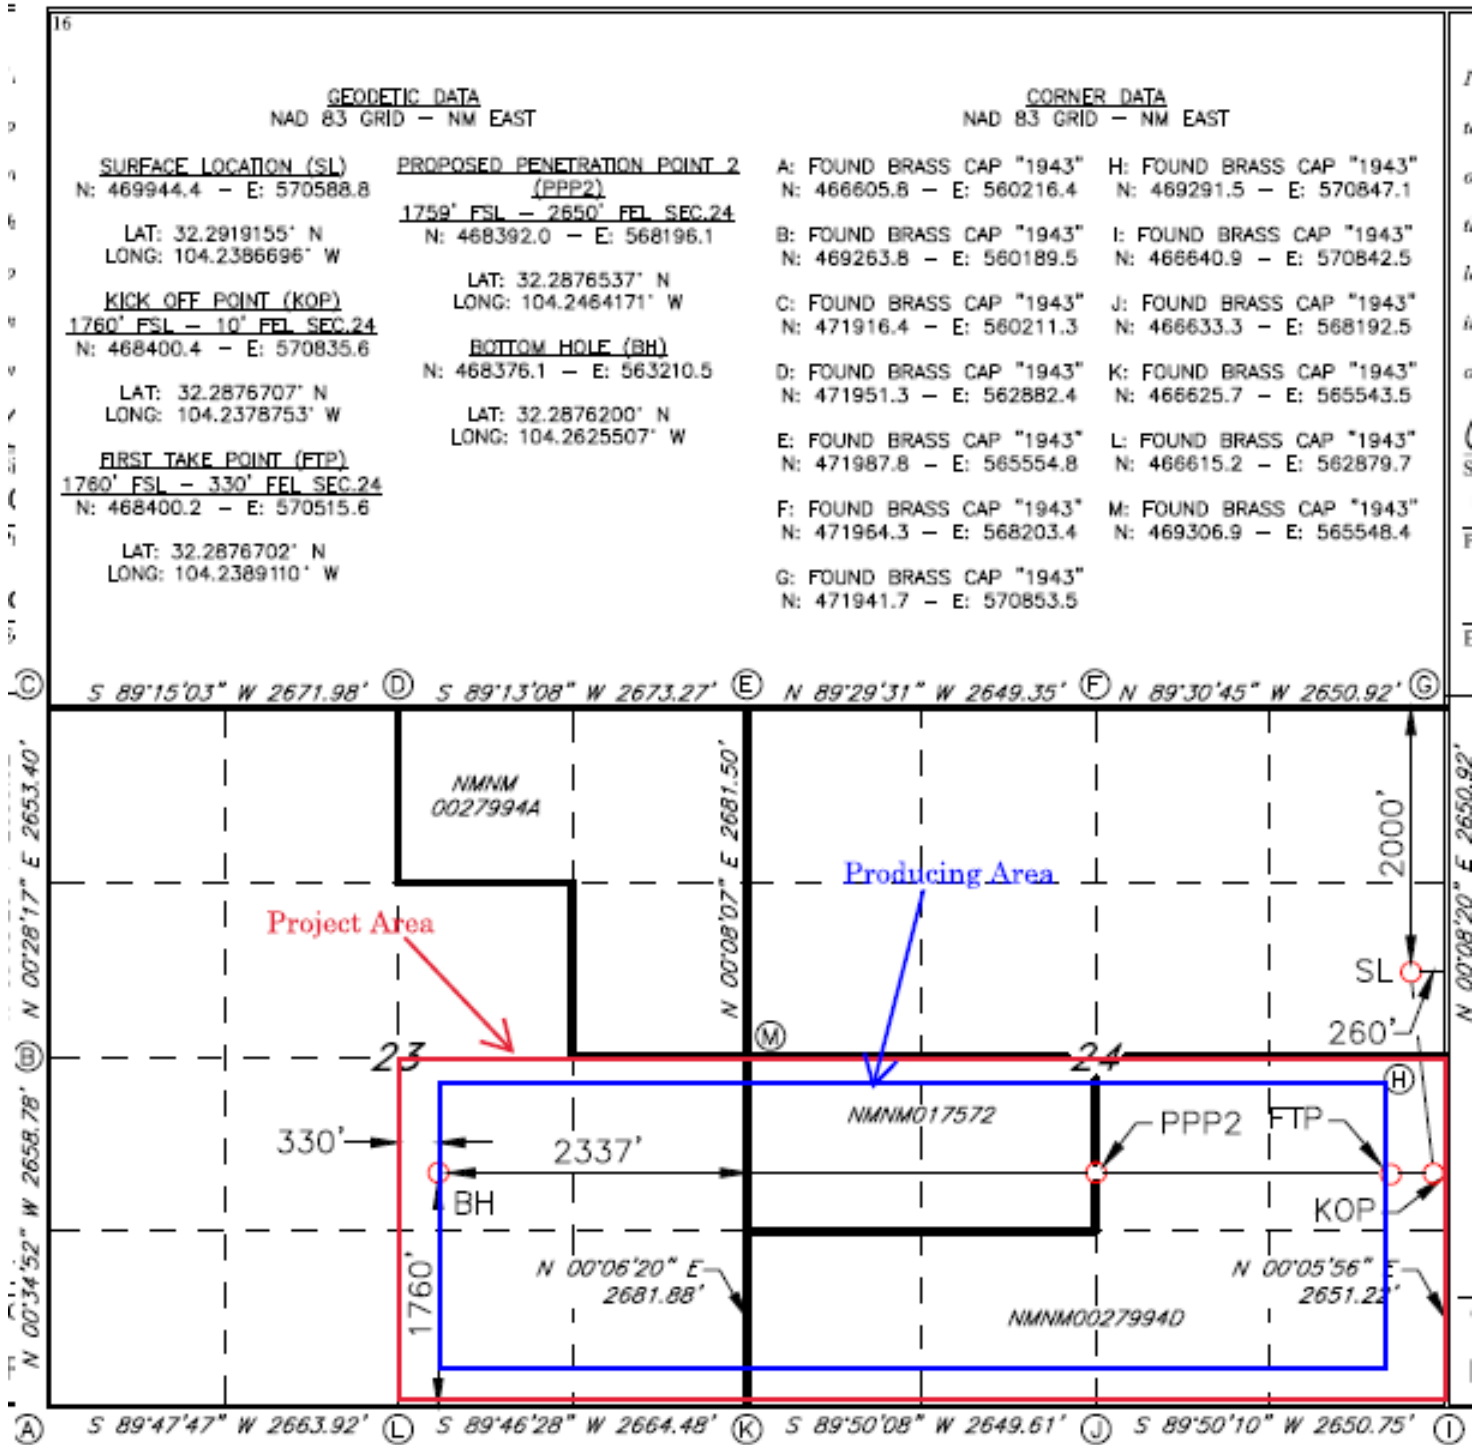 16
GEODETIC DATA
NAD 83 GRID – NM EAST
SURFACE LOCATION (SL)
N: 469944.4 – E: 570588.8
LAT: 32.2919155° N
LONG: 104.2386696° W
KICK OFF POINT (KOP)
1760' FSL – 10' FEL SEC.24
N: 468400.4 – E: 570835.6
LAT: 32.2876707° N
LONG: 104.2378753° W
FIRST TAKE POINT (FTP)
1760' FSL – 330' FEL SEC.24
N: 468400.2 – E: 570515.6
LAT: 32.2876702° N
LONG: 104.2389110° W
PROPOSED PENETRATION POINT 2
(PPP2)
1759' FSL – 2650' FEL SEC.24
N: 468392.0 – E: 568196.1
LAT: 32.2876537° N
LONG: 104.2464171° W
BOTTOM HOLE (BH)
N: 468376.1 – E: 563210.5
LAT: 32.2876200° N
LONG: 104.2625507° W
CORNER DATA
NAD 83 GRID – NM EAST
A: FOUND BRASS CAP "1943"
N: 466605.8 – E: 560216.4
B: FOUND BRASS CAP "1943"
N: 469263.8 – E: 560189.5
C: FOUND BRASS CAP "1943"
N: 471916.4 – E: 560211.3
D: FOUND BRASS CAP "1943"
N: 471951.3 – E: 562882.4
E: FOUND BRASS CAP "1943"
N: 471987.8 – E: 565554.8
F: FOUND BRASS CAP "1943"
N: 471964.3 – E: 568203.4
G: FOUND BRASS CAP "1943"
N: 471941.7 – E: 570853.5
H: FOUND BRASS CAP "1943"
N: 469291.5 – E: 570847.1
I: FOUND BRASS CAP "1943"
N: 466640.9 – E: 570842.5
J: FOUND BRASS CAP "1943"
N: 466633.3 – E: 568192.5
K: FOUND BRASS CAP "1943"
N: 466625.7 – E: 565543.5
L: FOUND BRASS CAP "1943"
N: 466615.2 – E: 562879.7
M: FOUND BRASS CAP "1943"
N: 469306.9 – E: 565548.4
C S 89°15'03" W 2671.98' D S 89°13'08" W 2673.27' E N 89°29'31" W 2649.35' F N 89°30'45" W 2650.92' G
N 00°28'17" E 2653.40'
NMNM
0027994A
N 00°08'07" E 2681.50'
2000'
N 00°08'20" E 2650.92'
Producing Area
Project Area
SL
260'
B
23
M
24
H
N 00°34'52" W 2658.78'
330'
2337'
NMNM017572
PPP2
FTP
BH
KOP
1760'
N 00°06'20" E
2681.88'
N 00°05'56" E
2651.22'
NMNM0027994D
A S 89°47'47" W 2663.92' L S 89°46'28" W 2664.48' K S 89°50'08" W 2649.61' J S 89°50'10" W 2650.75' I